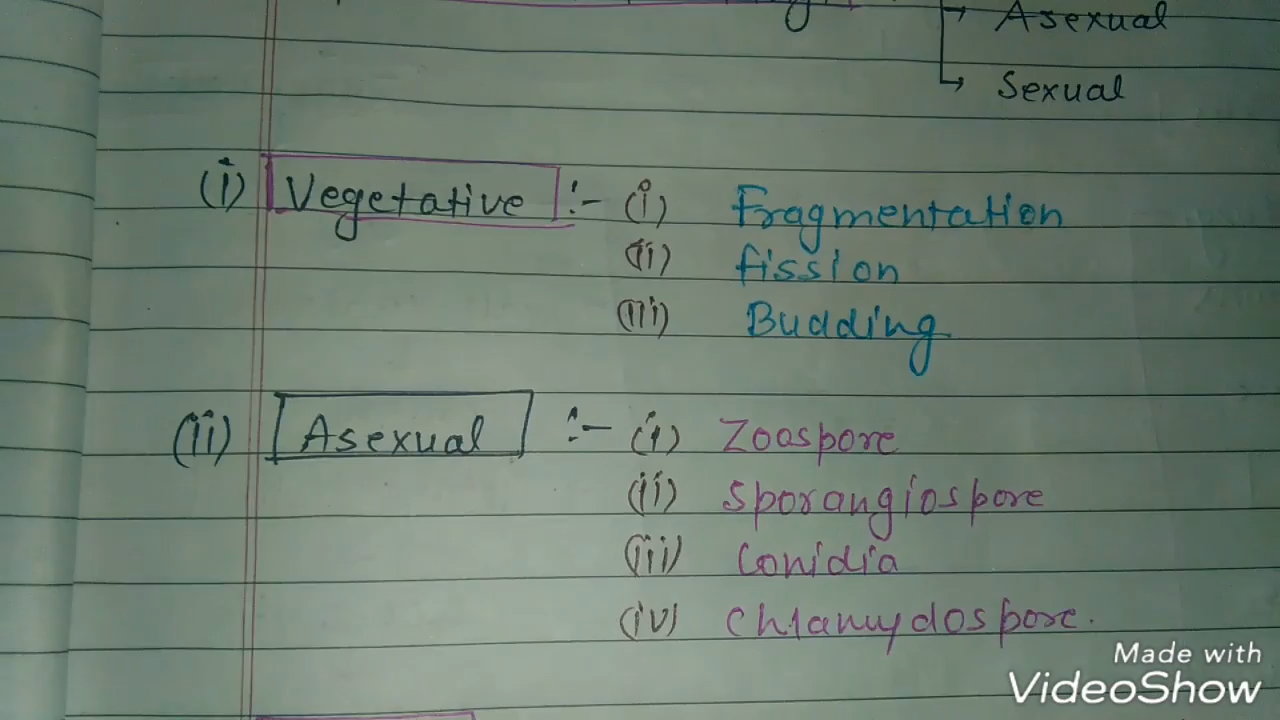 → Asexual
→ Sexual
(i) Vegetative :- (i) Fragmentation
(ii) fission
(iii) Budding
(ii) Asexual :- (i) Zoospore
(ii) Sporangiospore
(iii) Conidia
(iv) Chlamydospore.
Made with
VideoShow